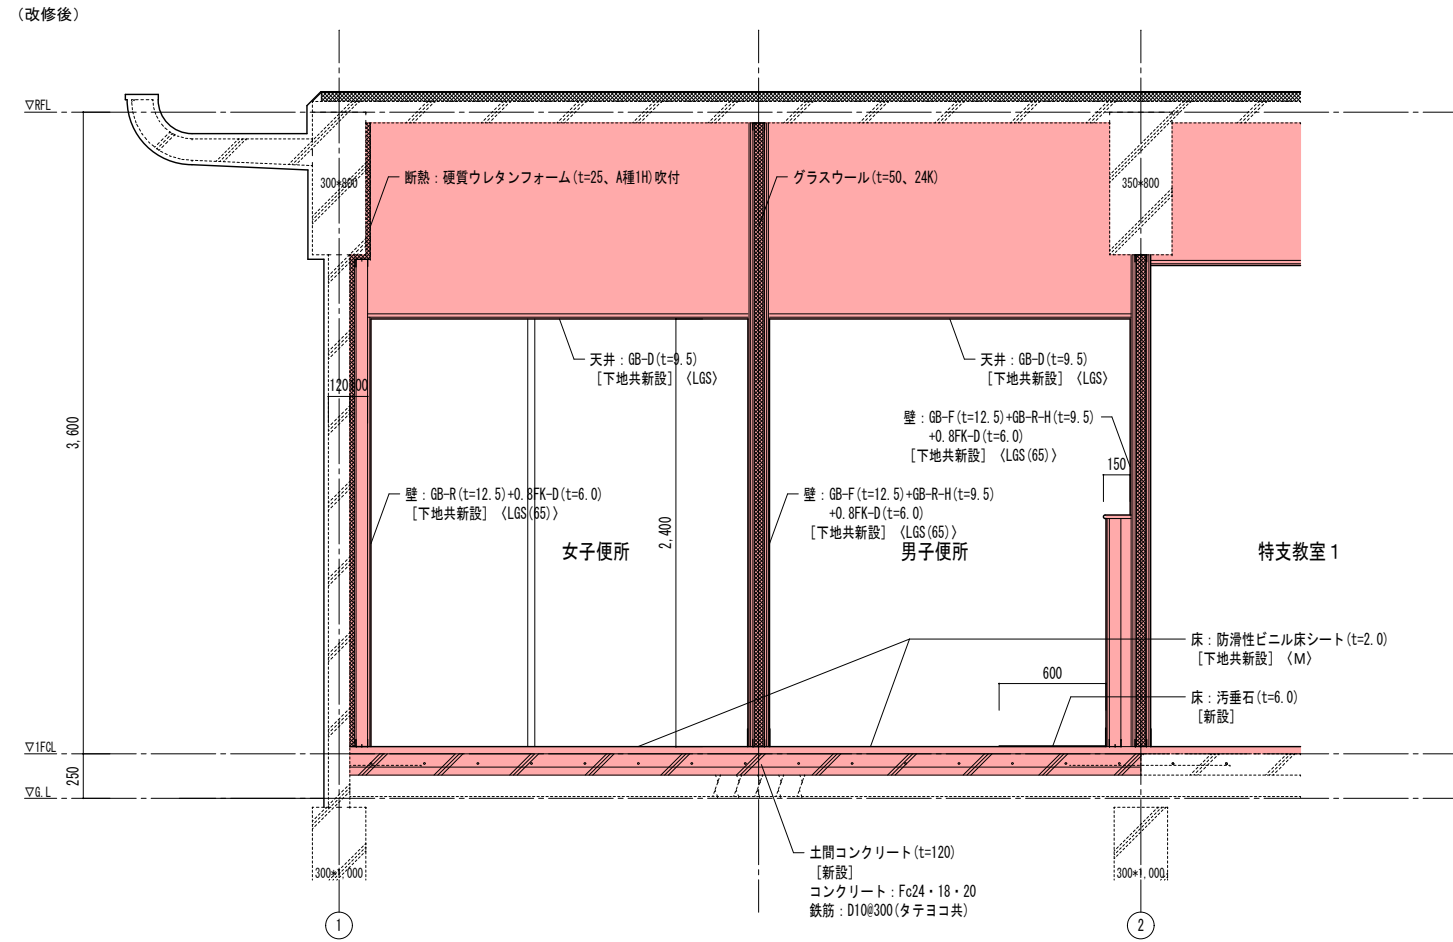 （改修後）
▽RFL
300*800
断熱：硬質ウレタンフォーム(t=25、A種1H)吹付
グラスウール(t=50、24K)
350*800
天井：GB-D(t=9.5)
[下地共新設]〈LGS〉
天井：GB-D(t=9.5)
[下地共新設]〈LGS〉
120
3,600
壁：GB-F(t=12.5)+GB-R-H(t=9.5)
+0.8FK-D(t=6.0)
[下地共新設]〈LGS(65)〉
150
壁：GB-R(t=12.5)+0.8FK-D(t=6.0)
[下地共新設]〈LGS(65)〉
壁：GB-F(t=12.5)+GB-R-H(t=9.5)
+0.8FK-D(t=6.0)
[下地共新設]〈LGS(65)〉
2,400
女子便所
男子便所
特支教室1
床：防滑性ビニル床シート(t=2.0)
[下地共新設]〈M〉
600
床：汚垂石(t=6.0)
[新設]
▽1FCL
250
▽G.L
土間コンクリート(t=120)
[新設]
コンクリート：Fc24・18・20
鉄筋：D10@300(タテヨコ共)
300*1,000
300*1,000
1
2